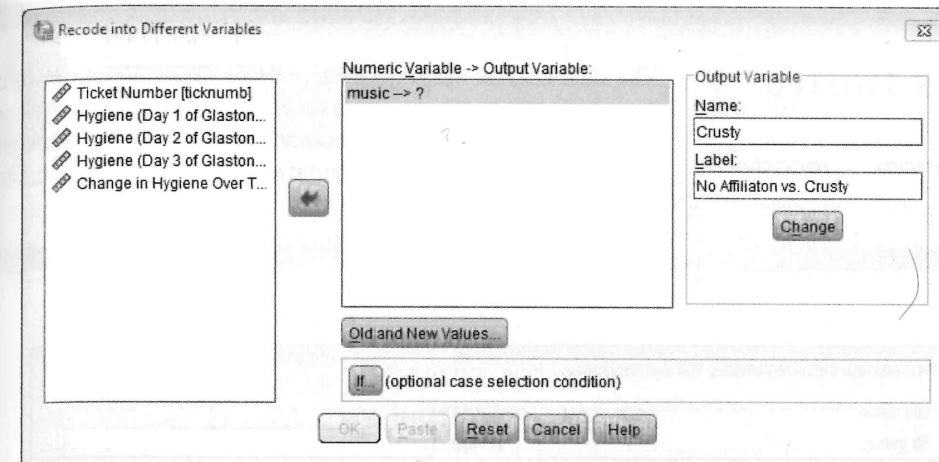 Recode into Different Variables
Ticket Number [ticknumb]
Hygiene (Day 1 of Glaston...
Hygiene (Day 2 of Glaston...
Hygiene (Day 3 of Glaston...
Change in Hygiene Over T...
Numeric Variable -> Output Variable:
music --> ?
Output Variable
Name:
Crusty
Label:
No Affiliaton vs. Crusty
Change
Old and New Values...
If... (optional case selection condition)
OK
Paste
Reset
Cancel
Help